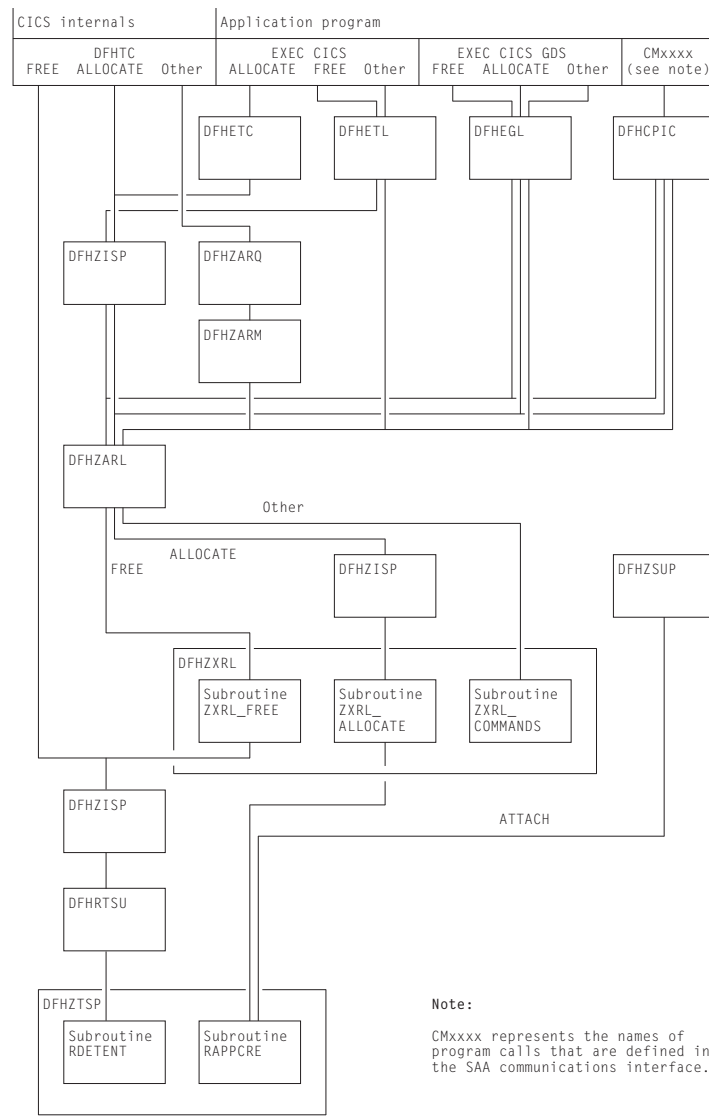 CICS internals
Application program
DFHTC
FREE ALLOCATE Other
EXEC CICS
ALLOCATE FREE Other
EXEC CICS GDS
FREE ALLOCATE Other
CMxxxx
(see note)
DFHETC
DFHETL
DFHEGL
DFHCPIC
DFHZISP
DFHZARQ
DFHZARM
DFHZARL
Other
ALLOCATE
FREE
DFHZISP
DFHZSUP
DFHZXRL
Subroutine
ZXRL_FREE
Subroutine
ZXRL_
ALLOCATE
Subroutine
ZXRL_
COMMANDS
DFHZISP
ATTACH
DFHRTSU
DFHZTSP
Subroutine
RDETENT
Subroutine
RAPPCRE
Note:
CMxxxx represents the names of
program calls that are defined in
the SAA communications interface.